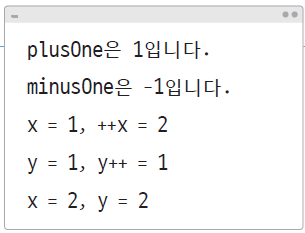 plusOne은 1입니다.
minusOne은 -1입니다.
x = 1, ++x = 2
y = 1, y++ = 1
x = 2, y = 2